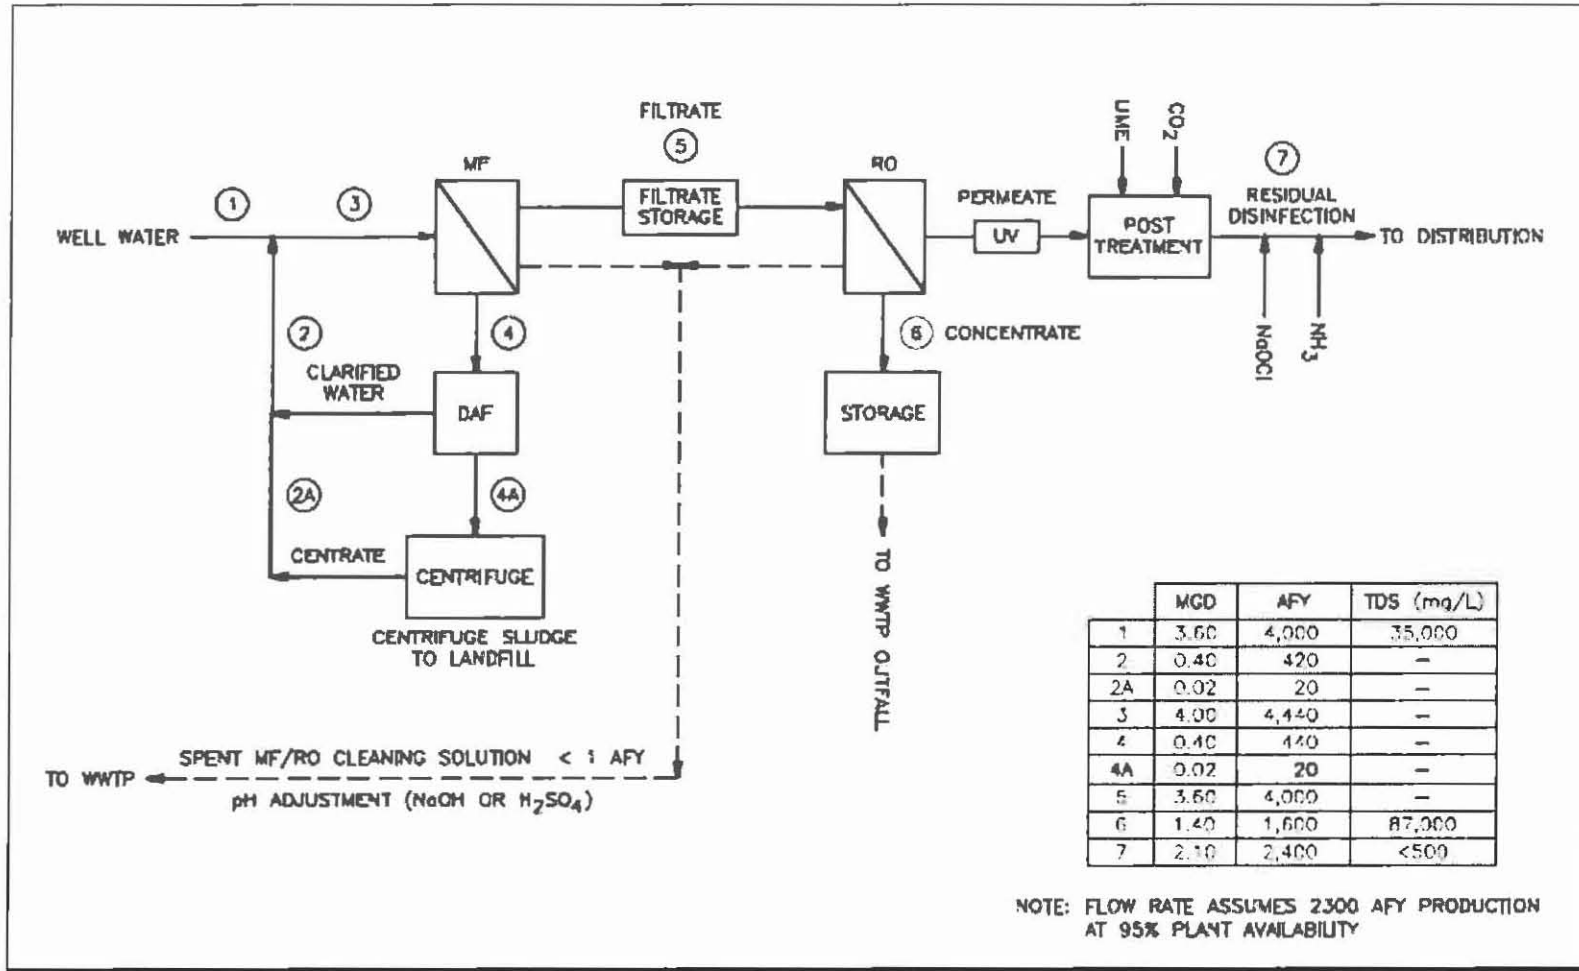 FILTRATE
5
MF
FILTRATE
STORAGE
RO
PERMEATE
UV
LIME
CO2
POST
TREATMENT
7
RESIDUAL
DISINFECTION
TO DISTRIBUTION
NaOCl
NH3
1
3
WELL WATER
2
CLARIFIED
WATER
4
DAF
6 CONCENTRATE
STORAGE
2A
4A
CENTRATE
CENTRIFUGE
CENTRIFUGE SLUDGE
TO LANDFILL
TO WWTP OUTFALL
SPENT MF/RO CLEANING SOLUTION < 1 AFY
TO WWTP
pH ADJUSTMENT (NaOH OR H2SO4)
MGD AFY TDS (mg/L)
1 3.60 4,000 35,000
2 0.40 420 –
2A 0.02 20 –
3 4.00 4,440 –
4 0.40 440 –
4A 0.02 20 –
5 3.60 4,000 –
6 1.40 1,600 87,000
7 2.10 2,400 <500
NOTE: FLOW RATE ASSUMES 2300 AFY PRODUCTION
AT 95% PLANT AVAILABILITY